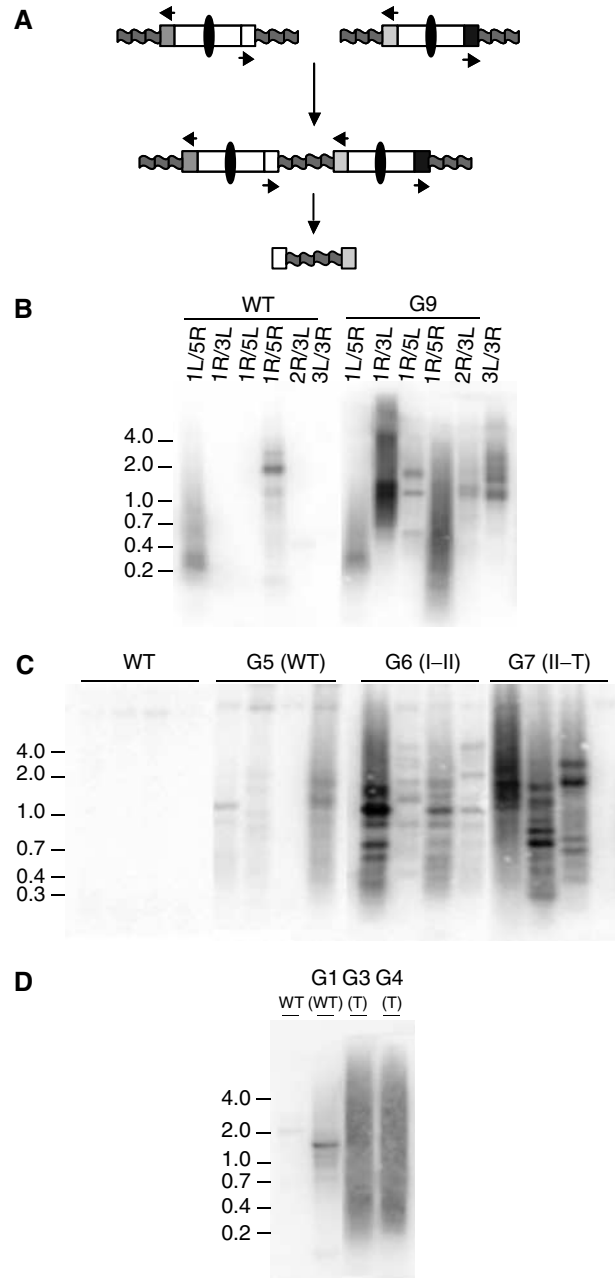 A
B
WT G9
1L/5R 1R/3L 1R/5L 1R/5R 2R/3L 3L/3R 1L/5R 1R/3L 1R/5L 1R/5R 2R/3L 3L/3R
4.0
2.0
1.0
0.7
0.4
0.2
C
WT G5 (WT) G6 (I–II) G7 (II–T)
4.0
2.0
1.0
0.7
0.4
0.3
D
G1 G3 G4
WT (WT) (T) (T)
4.0
2.0
1.0
0.7
0.4
0.2